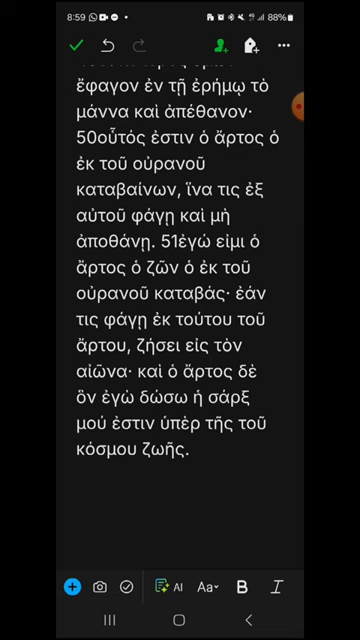 8:59
88%
ἔφαγον ἐν τῇ ἐρήμῳ τὸ
μάννα καὶ ἀπέθανον·
50οὗτός ἐστιν ὁ ἄρτος ὁ
ἐκ τοῦ οὐρανοῦ
καταβαίνων, ἵνα τις ἐξ
αὐτοῦ φάγῃ καὶ μὴ
ἀποθάνῃ. 51ἐγώ εἰμι ὁ
ἄρτος ὁ ζῶν ὁ ἐκ τοῦ
οὐρανοῦ καταβάς· ἐάν
τις φάγῃ ἐκ τούτου τοῦ
ἄρτου, ζήσει εἰς τὸν
αἰῶνα· καὶ ὁ ἄρτος δὲ
ὃν ἐγὼ δώσω ἡ σάρξ
μού ἐστιν ὑπὲρ τῆς τοῦ
κόσμου ζωῆς.
AI Aa B I